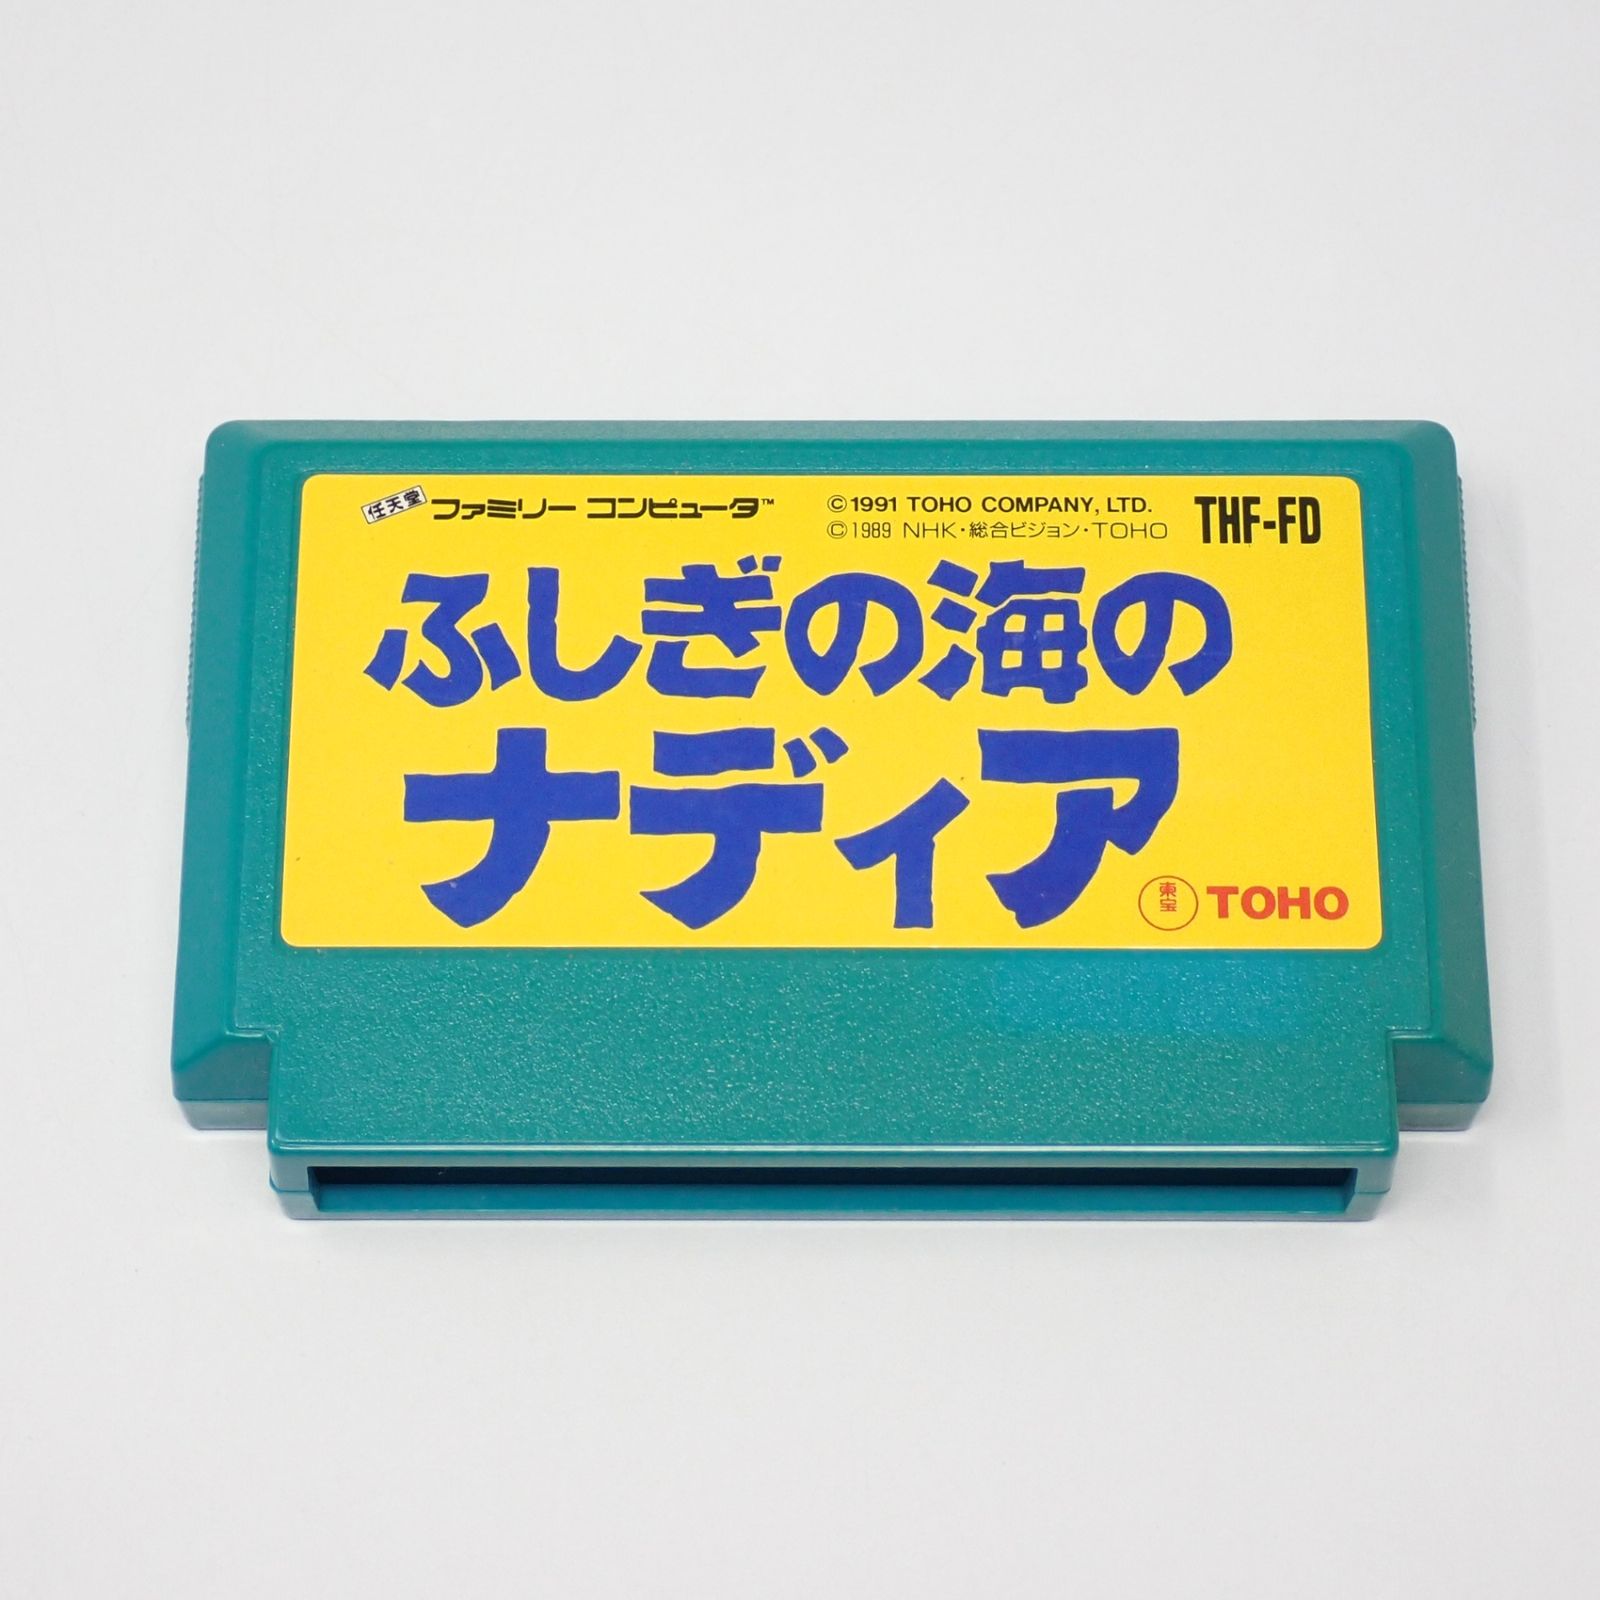 任天堂 ファミリー コンピュータ™
©1991 TOHO COMPANY, LTD.
©1989 NHK・総合ビジョン・TOHO
THF-FD
ふしぎの海の
ナディア
東宝 TOHO